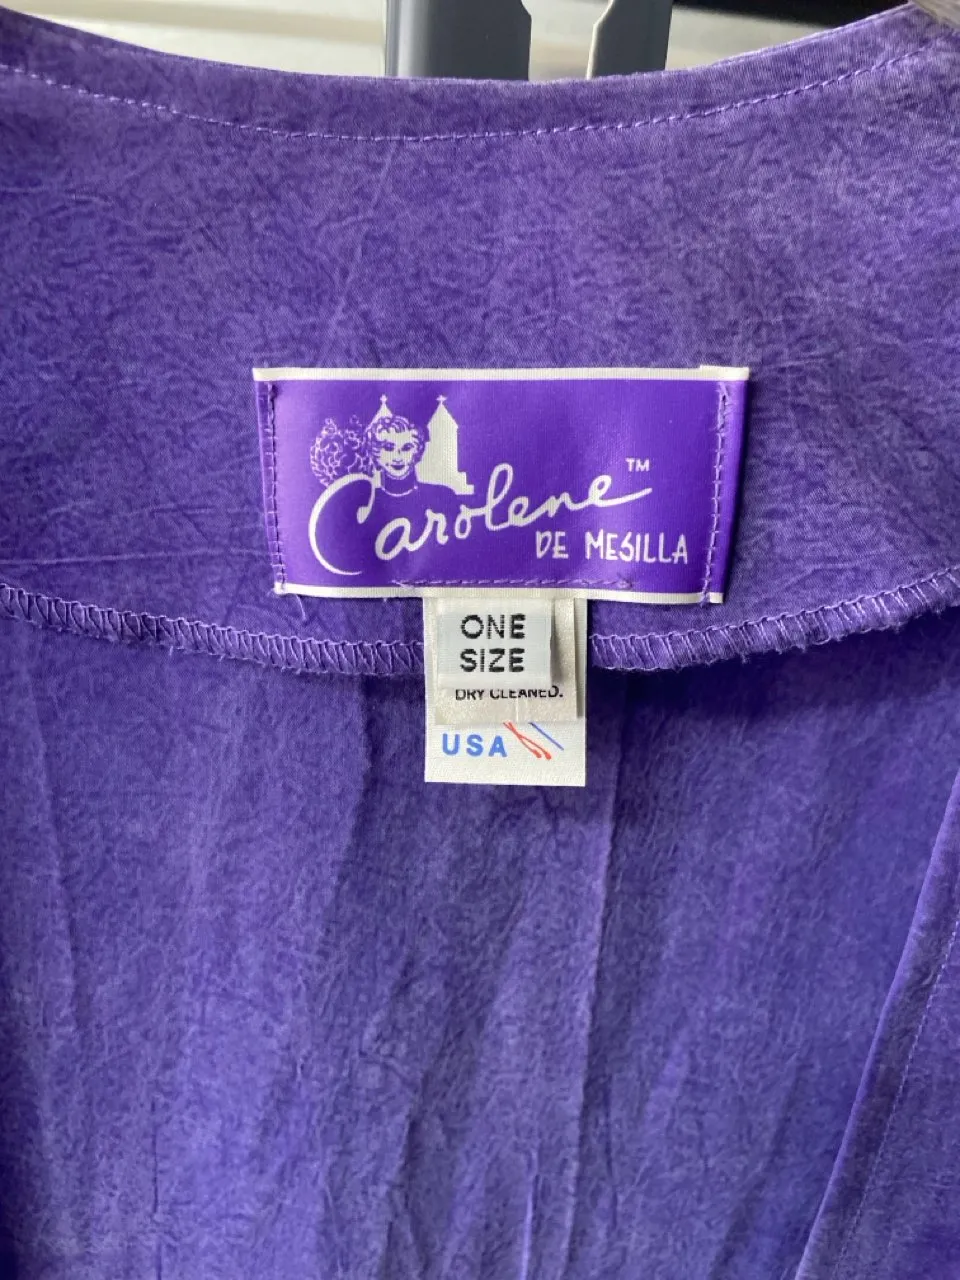 Carolene™
DE MESILLA
ONE
SIZE
DRY CLEANED.
USA